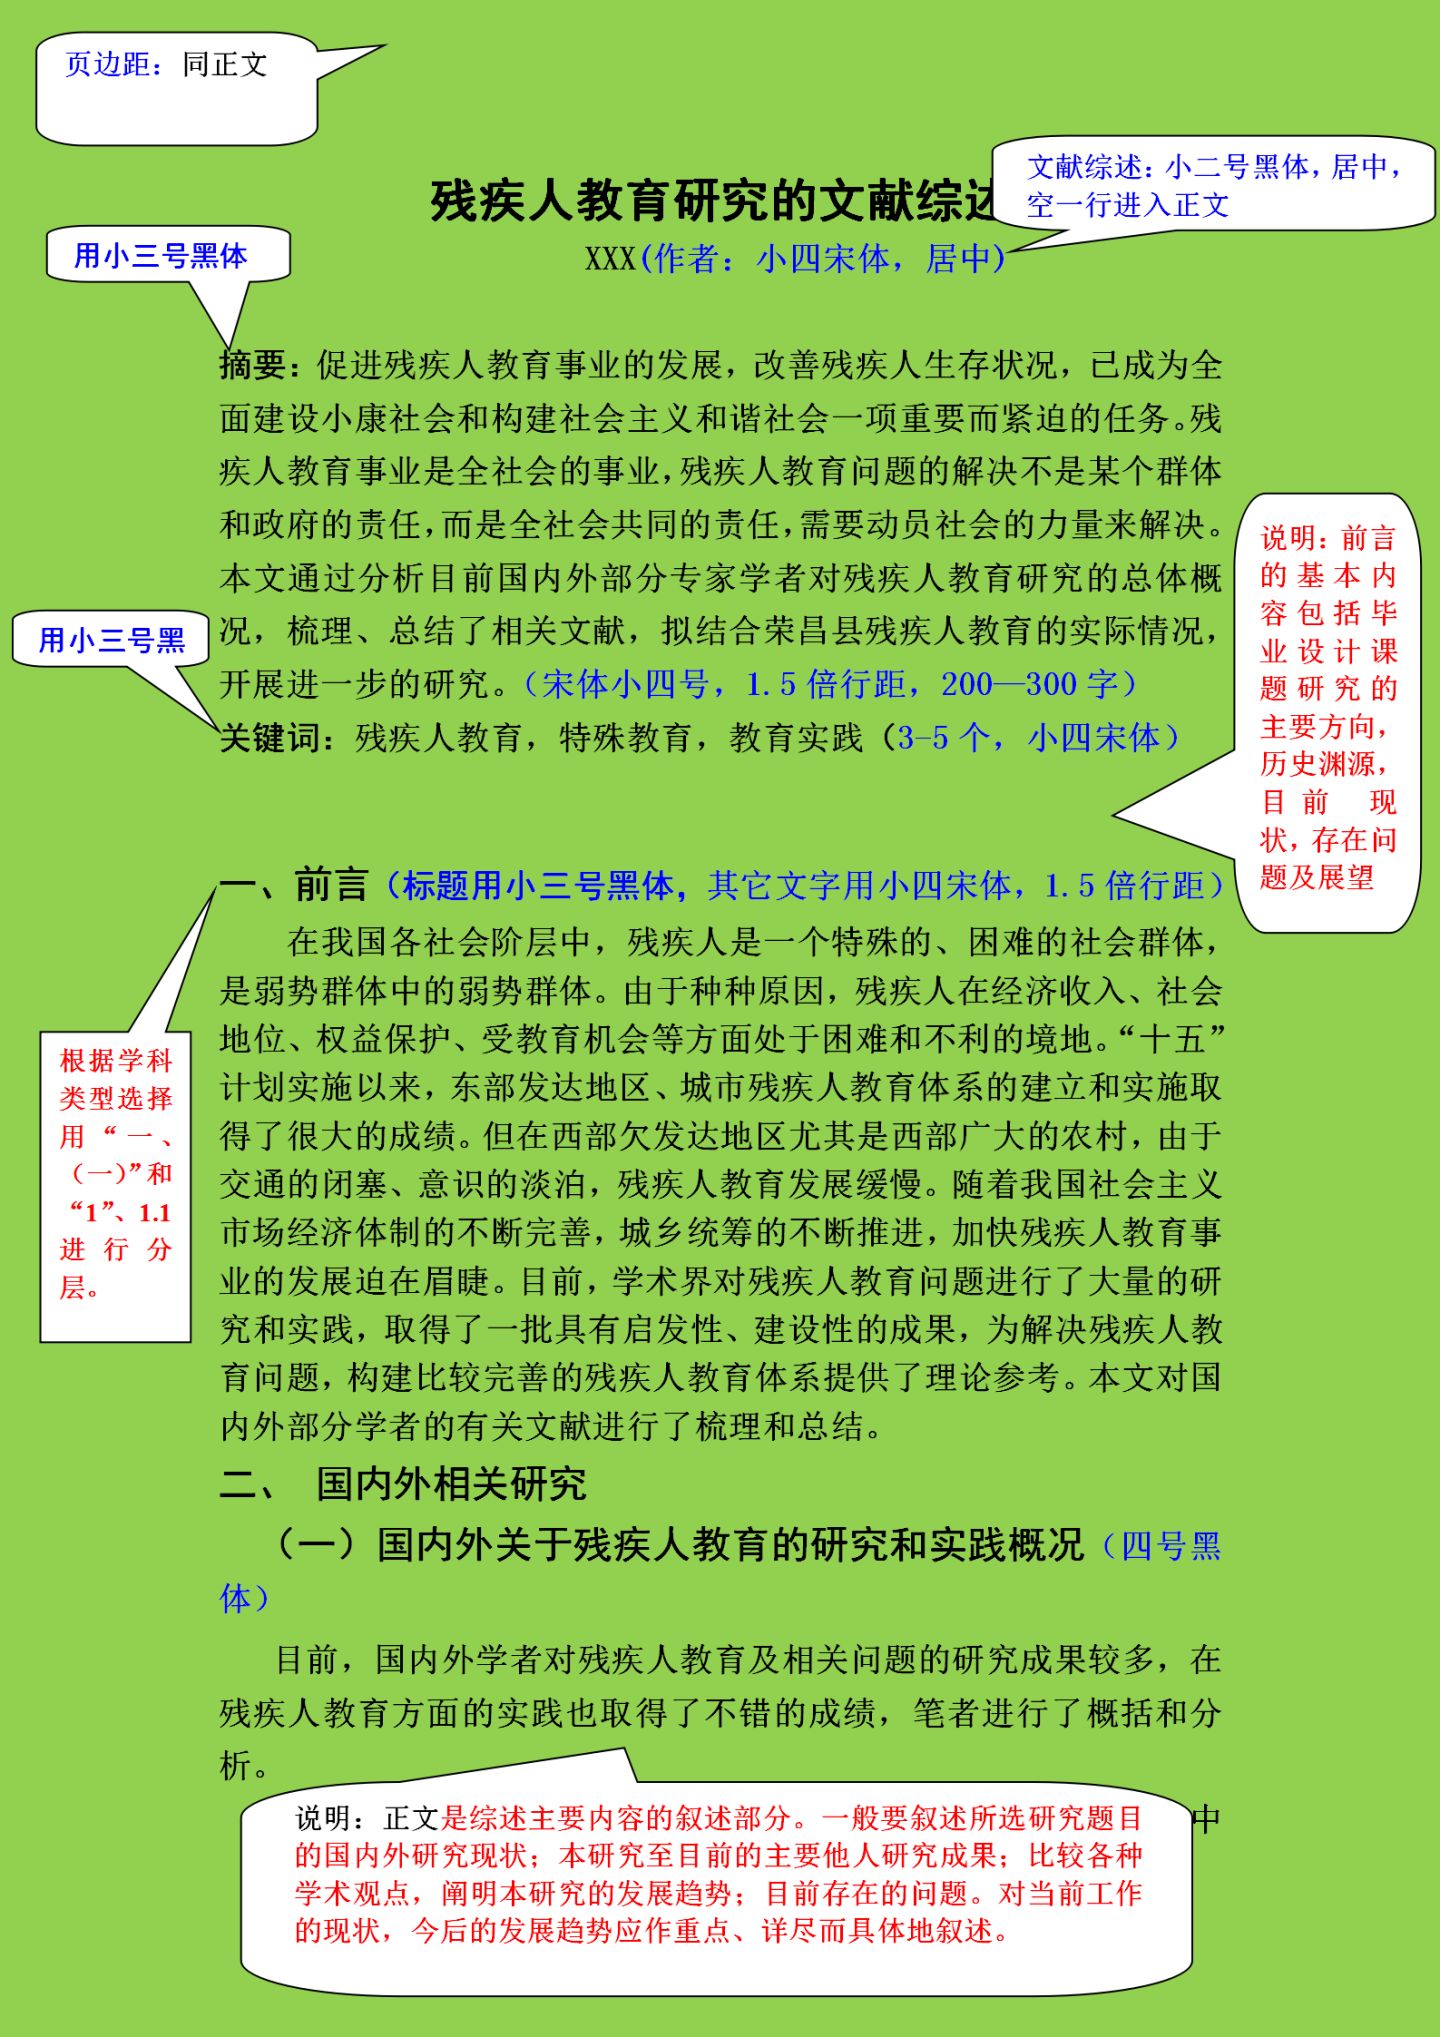 页边距：同正文
文献综述：小二号黑体，居中，
空一行进入正文
残疾人教育研究的文献综述
用小三号黑体
XXX(作者：小四宋体，居中)
摘要：促进残疾人教育事业的发展，改善残疾人生存状况，已成为全
面建设小康社会和构建社会主义和谐社会一项重要而紧迫的任务。残
疾人教育事业是全社会的事业，残疾人教育问题的解决不是某个群体
和政府的责任，而是全社会共同的责任，需要动员社会的力量来解决。
本文通过分析目前国内外部分专家学者对残疾人教育研究的总体概
况，梳理、总结了相关文献，拟结合荣昌县残疾人教育的实际情况，
开展进一步的研究。（宋体小四号，1.5倍行距，200—300字）
用小三号黑
关键词：残疾人教育，特殊教育，教育实践（3-5个，小四宋体）
说明：前言
的基本内
容包括毕
业设计课
题研究的
主要方向，
历史渊源，
目前 现
状，存在问
题及展望
一、前言（标题用小三号黑体，其它文字用小四宋体，1.5倍行距）
在我国各社会阶层中，残疾人是一个特殊的、困难的社会群体，
是弱势群体中的弱势群体。由于种种原因，残疾人在经济收入、社会
地位、权益保护、受教育机会等方面处于困难和不利的境地。“十五”
计划实施以来，东部发达地区、城市残疾人教育体系的建立和实施取
得了很大的成绩。但在西部欠发达地区尤其是西部广大的农村，由于
交通的闭塞、意识的淡泊，残疾人教育发展缓慢。随着我国社会主义
市场经济体制的不断完善，城乡统筹的不断推进，加快残疾人教育事
业的发展迫在眉睫。目前，学术界对残疾人教育问题进行了大量的研
究和实践，取得了一批具有启发性、建设性的成果，为解决残疾人教
育问题，构建比较完善的残疾人教育体系提供了理论参考。本文对国
内外部分学者的有关文献进行了梳理和总结。
根据学科
类型选择
用“一、
（一）”和
“1”、1.1
进行分
层。
二、 国内外相关研究
（一）国内外关于残疾人教育的研究和实践概况（四号黑
体）
目前，国内外学者对残疾人教育及相关问题的研究成果较多，在
残疾人教育方面的实践也取得了不错的成绩，笔者进行了概括和分
析。
中
说明：正文是综述主要内容的叙述部分。一般要叙述所选研究题目
的国内外研究现状；本研究至目前的主要他人研究成果；比较各种
学术观点，阐明本研究的发展趋势；目前存在的问题。对当前工作
的现状，今后的发展趋势应作重点、详尽而具体地叙述。